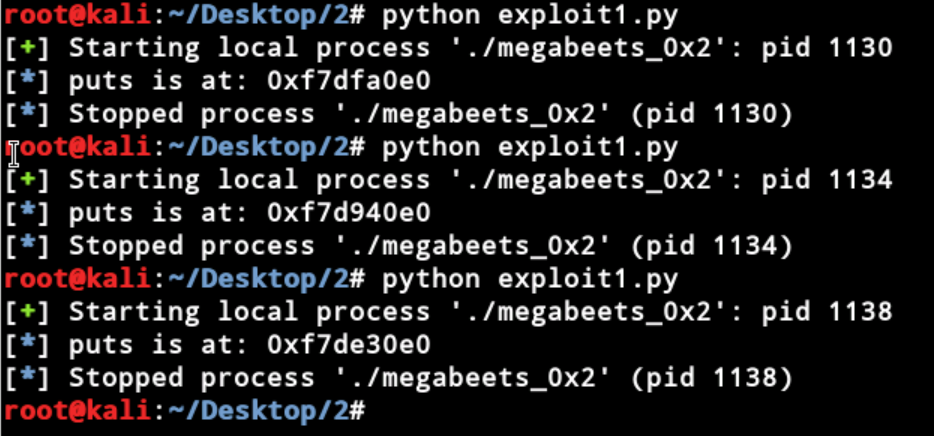 root@kali:~/Desktop/2# python exploit1.py
[+] Starting local process './megabeets_0x2': pid 1130
[*] puts is at: 0xf7dfa0e0
[*] Stopped process './megabeets_0x2' (pid 1130)
root@kali:~/Desktop/2# python exploit1.py
[+] Starting local process './megabeets_0x2': pid 1134
[*] puts is at: 0xf7d940e0
[*] Stopped process './megabeets_0x2' (pid 1134)
root@kali:~/Desktop/2# python exploit1.py
[+] Starting local process './megabeets_0x2': pid 1138
[*] puts is at: 0xf7de30e0
[*] Stopped process './megabeets_0x2' (pid 1138)
root@kali:~/Desktop/2#